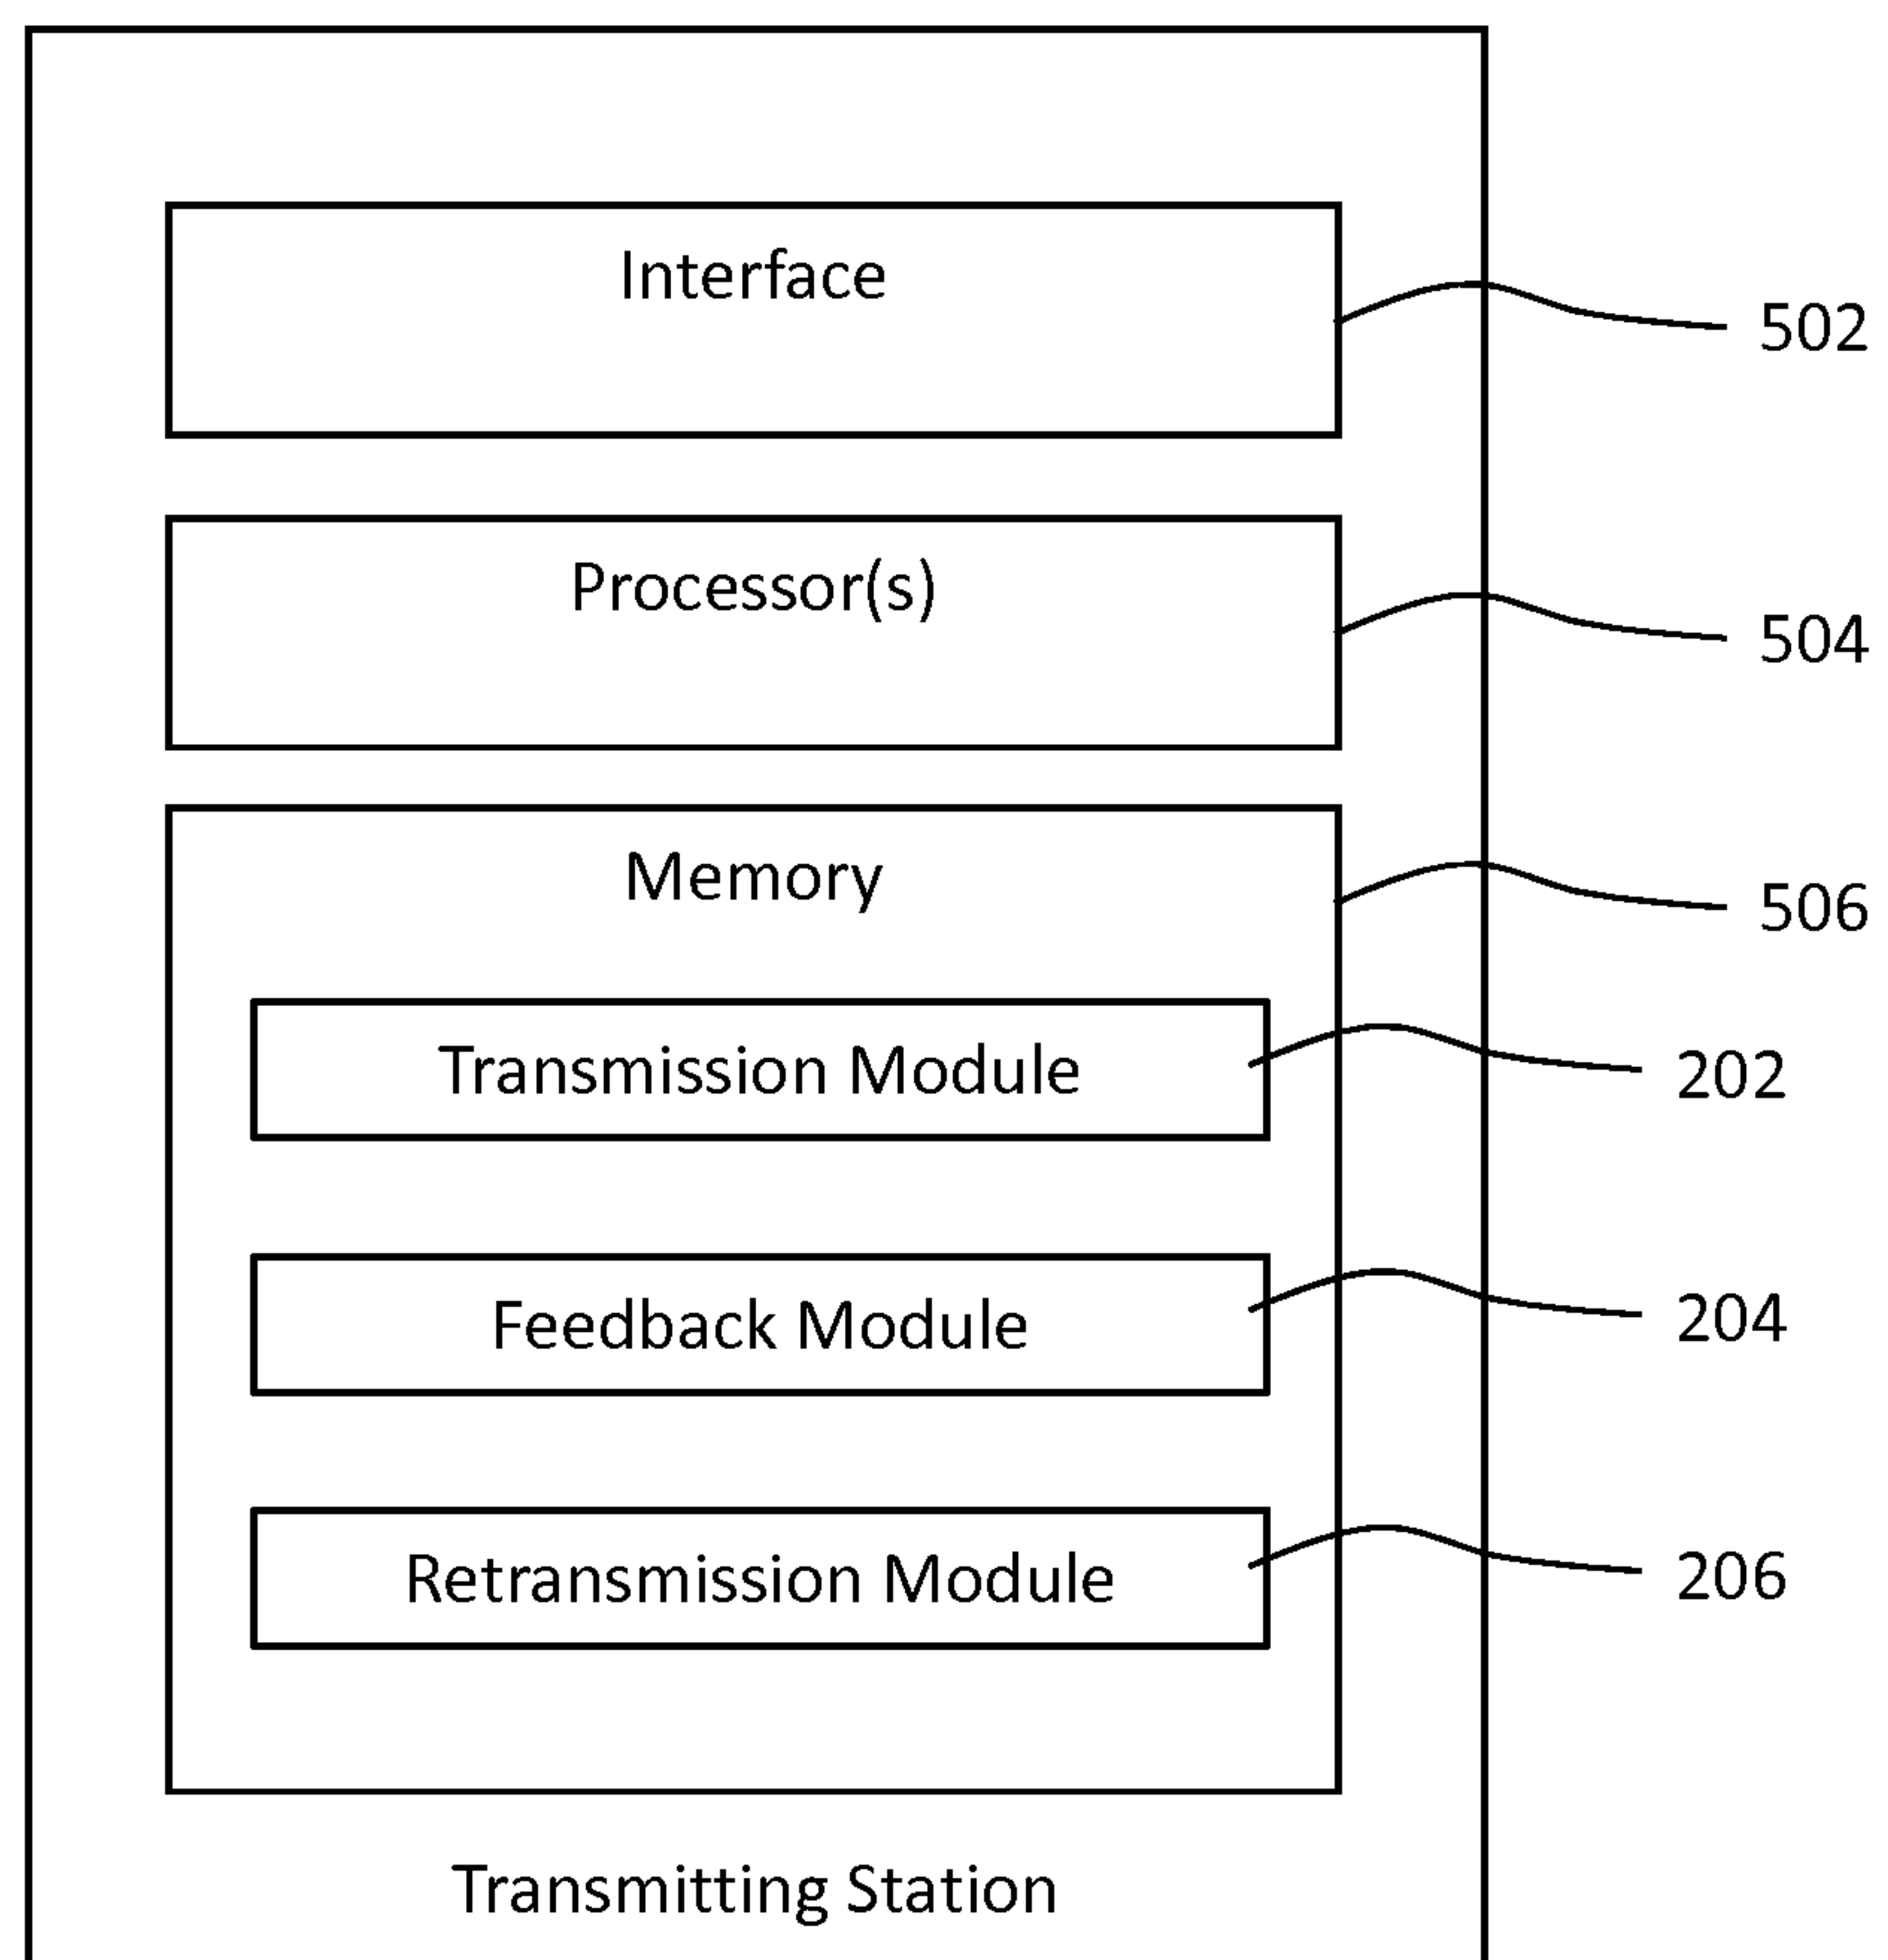 Interface
502
Processor(s)
504
Memory
506
Transmission Module
202
Feedback Module
204
Retransmission Module
206
Transmitting Station